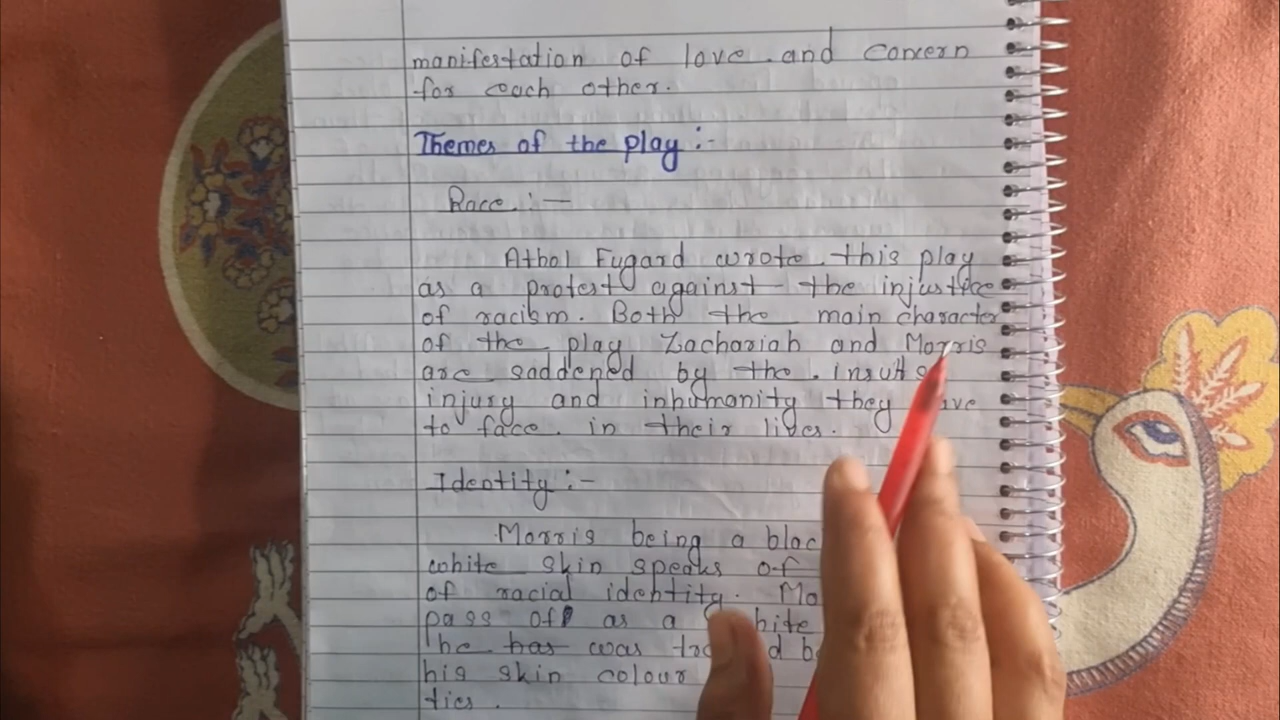 manifestation of love and concern
for each other.
Themes of the play :-
Race :-
Athol Fugard wrote this play
as a protest against the injustice
of racism. Both the main character
of the play Zachariah and Morris
are saddened by the
injury and inhumanity they
to face in their lives.
Identity :-
Morris being a
white skin speaks of
of racial identity.
pass off as a
he has was
his skin colour
ties.